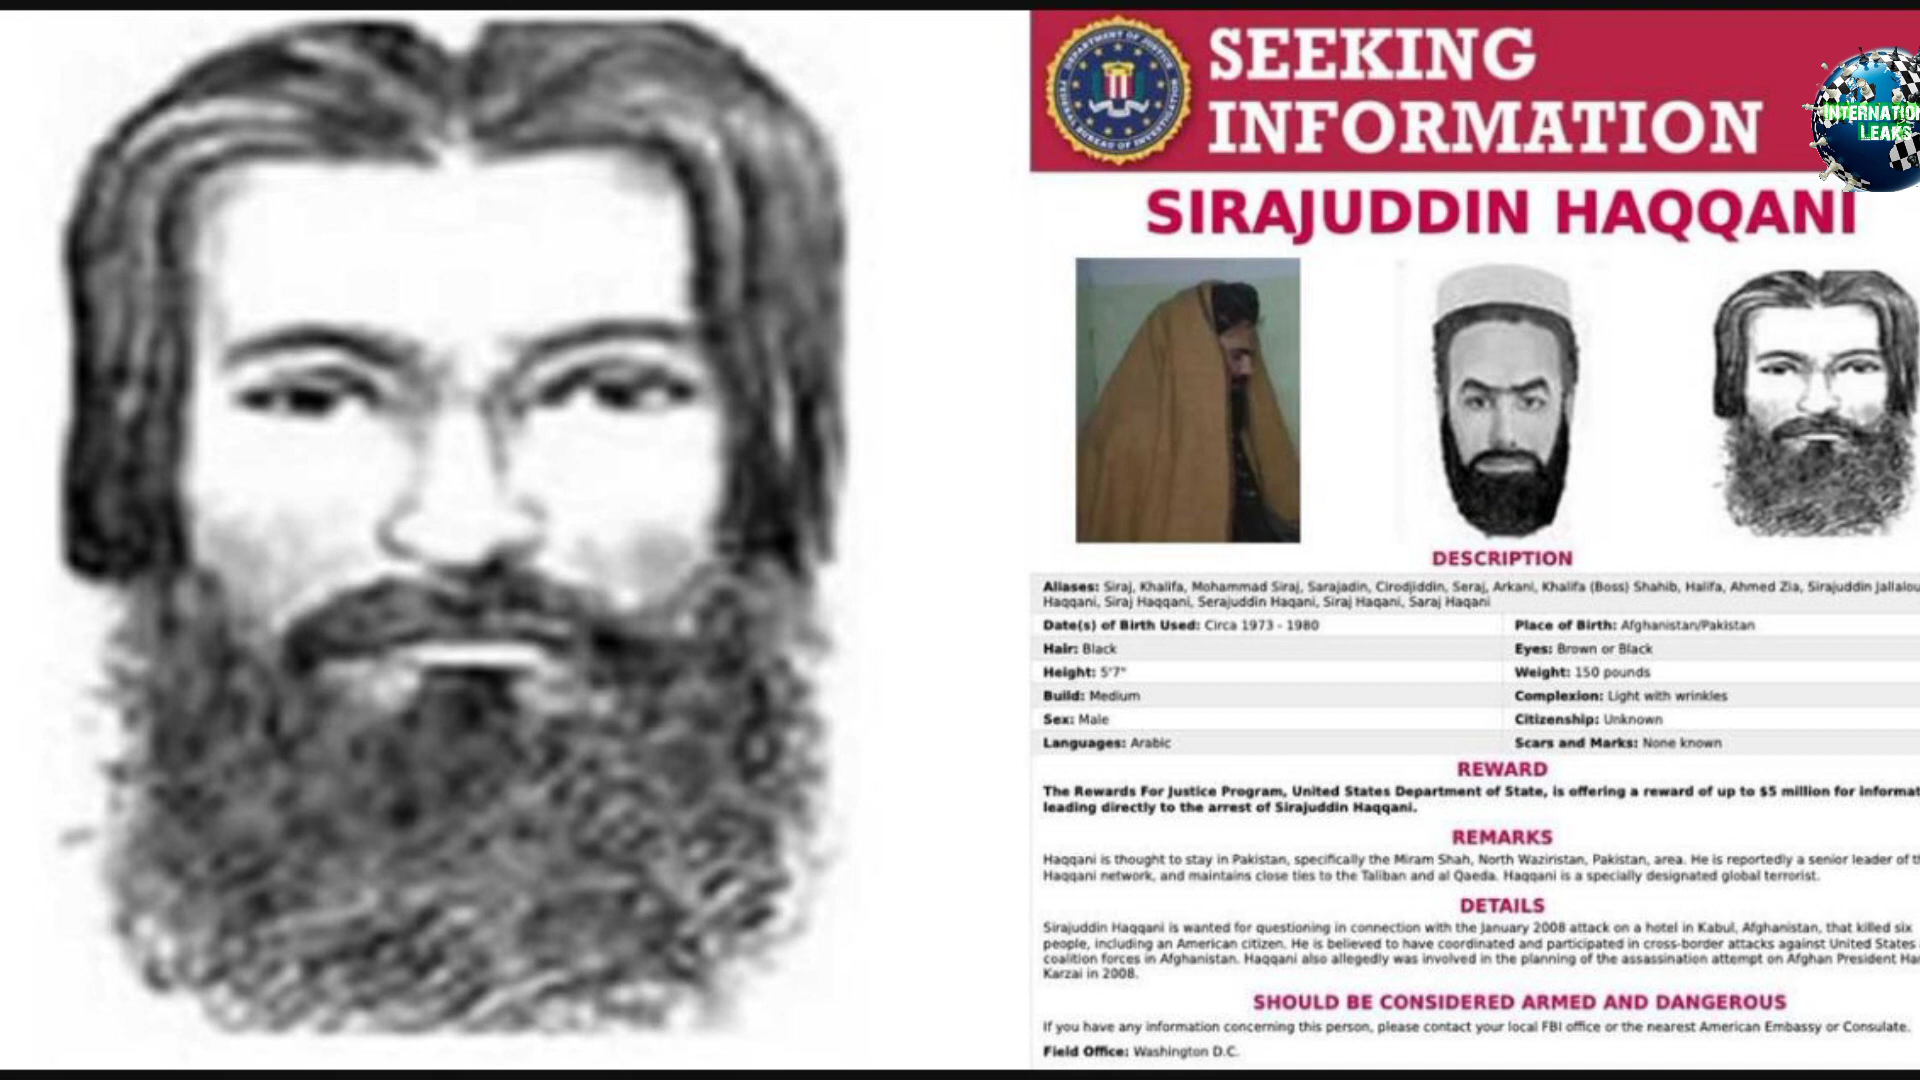 SEEKING
INFORMATION
INTERNATIO
LEAKS
DEPARTMENT OF JUSTICE
FEDERAL BUREAU OF INVESTIGATION
SIRAJUDDIN HAQQANI
DESCRIPTION
Aliases: Siraj, Khalifa, Mohammad Siraj, Sarajadin, Cirodjiddin, Seraj, Arkani, Khalifa (Boss) Shahib, Halifa, Ahmed Zia, Sirajuddin Jallalou
Haqqani, Siraj Haqqani, Serajuddin Haqani, Siraj Haqani, Saraj Haqani
Date(s) of Birth Used: Circa 1973 - 1980 Place of Birth: Afghanistan/Pakistan
Hair: Black Eyes: Brown or Black
Height: 5'7" Weight: 150 pounds
Build: Medium Complexion: Light with wrinkles
Sex: Male Citizenship: Unknown
Languages: Arabic Scars and Marks: None known
REWARD
The Rewards For Justice Program, United States Department of State, is offering a reward of up to $5 million for informat
leading directly to the arrest of Sirajuddin Haqqani.
REMARKS
Haqqani is thought to stay in Pakistan, specifically the Miram Shah, North Waziristan, Pakistan, area. He is reportedly a senior leader of th
Haqqani network, and maintains close ties to the Taliban and al Qaeda. Haqqani is a specially designated global terrorist.
DETAILS
Sirajuddin Haqqani is wanted for questioning in connection with the January 2008 attack on a hotel in Kabul, Afghanistan, that killed six
people, including an American citizen. He is believed to have coordinated and participated in cross-border attacks against United States
coalition forces in Afghanistan. Haqqani also allegedly was involved in the planning of the assassination attempt on Afghan President Ha
Karzai in 2008.
SHOULD BE CONSIDERED ARMED AND DANGEROUS
If you have any information concerning this person, please contact your local FBI office or the nearest American Embassy or Consulate.
Field Office: Washington D.C.